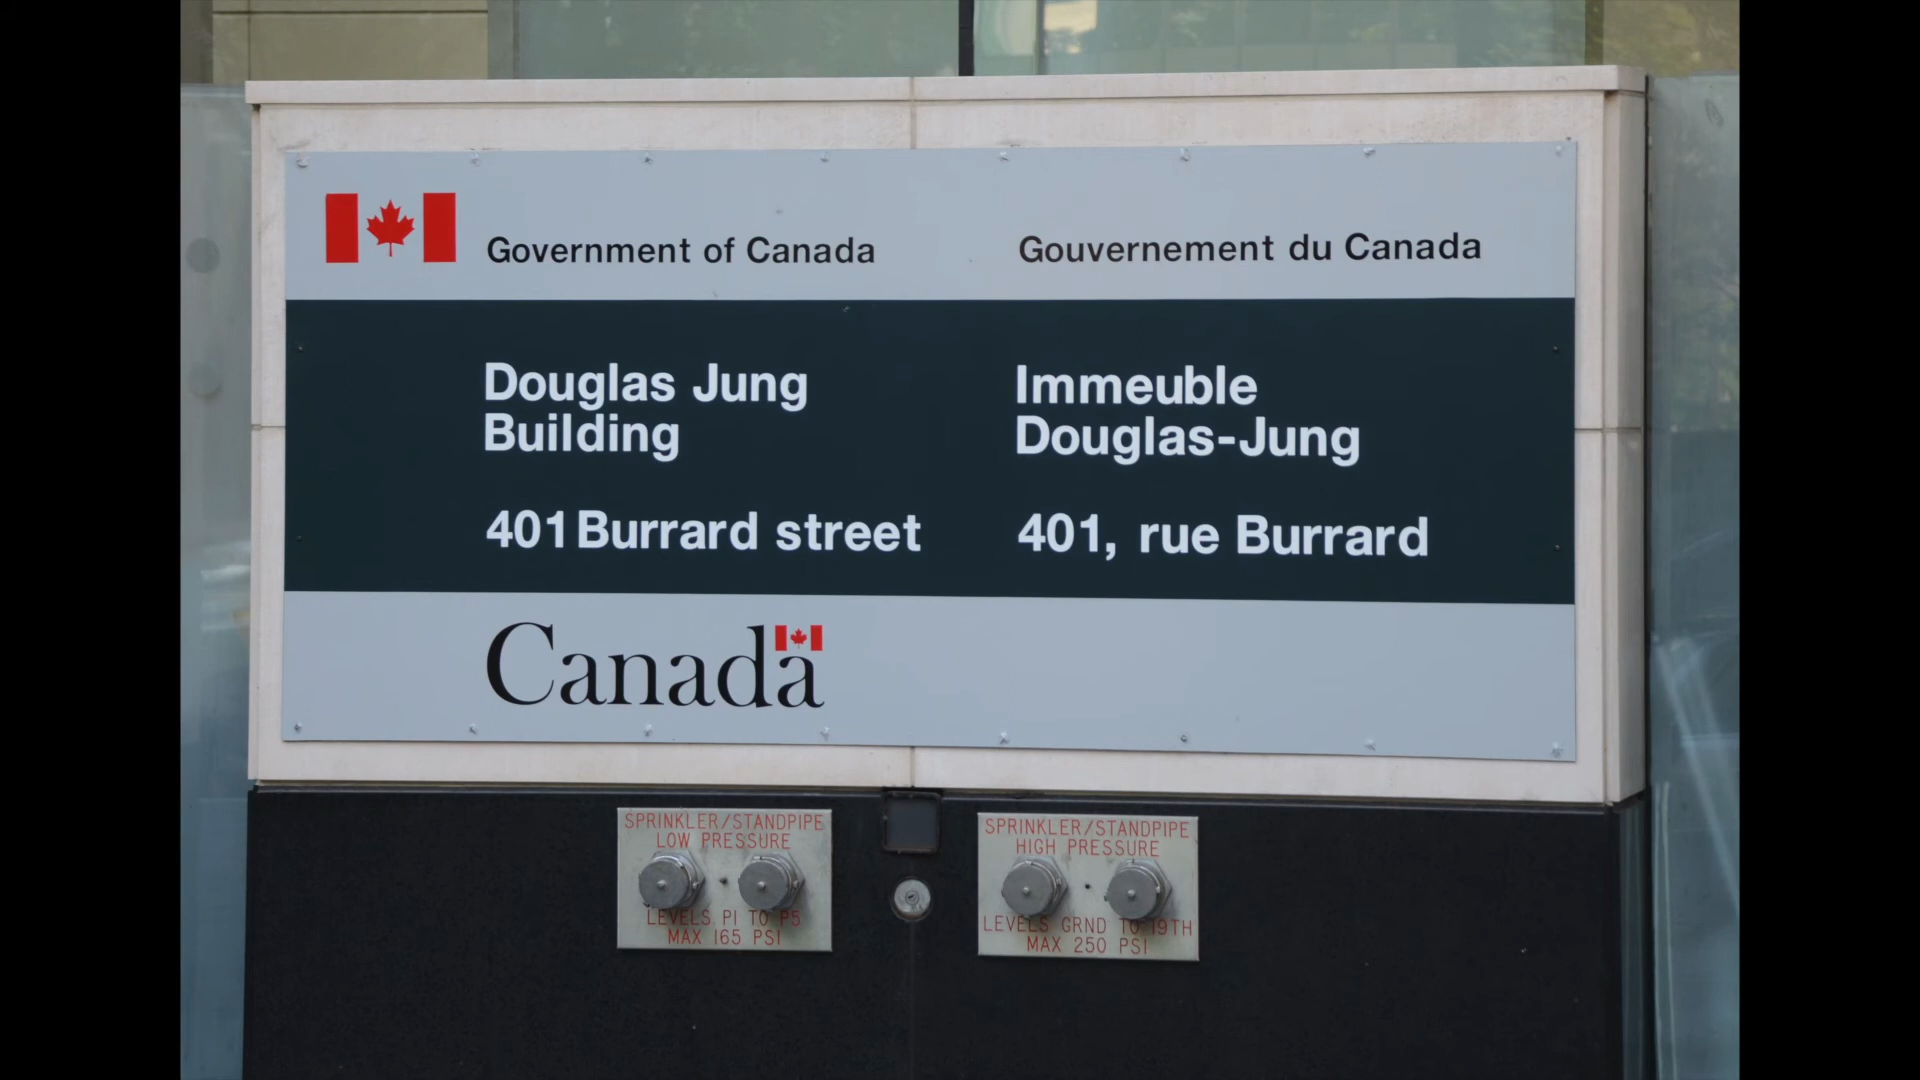 Government of Canada
Gouvernement du Canada
Douglas Jung
Building
401 Burrard street
Immeuble
Douglas-Jung
401, rue Burrard
Canada
SPRINKLER/STANDPIPE
LOW PRESSURE
LEVELS P1 TO P5
MAX 165 PSI
SPRINKLER/STANDPIPE
HIGH PRESSURE
LEVELS GRND TO 19TH
MAX 250 PSI